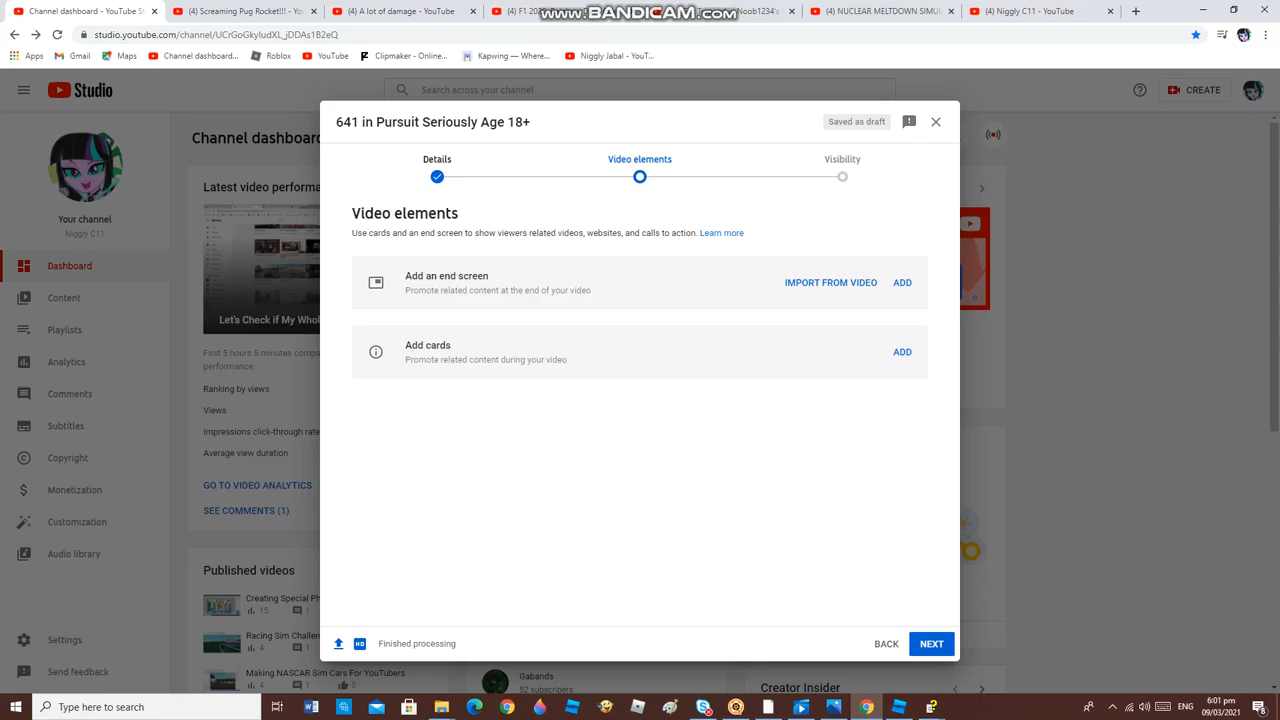 (4) Channel dashboard - YouTube S
(4) Screaming Pug Rocket!!! - Yo
(4) A lot of damage - YouTube
(4) F1 20
Noob1234's
(4) NUCLEAR MELTDOWN SIMUL
(4) Niggly C11 - YouTube
www.BANDICAM.com
studio.youtube.com/channel/UCrGoGkyIudXL_jDDAs1B2eQ
Apps
Gmail
Maps
Channel dashboard...
Roblox
YouTube
Clipmaker - Online...
Kapwing — Where...
Niggly Jabal - YouT...
Studio
Search across your channel
CREATE
641 in Pursuit Seriously Age 18+
Saved as draft
Details
Video elements
Visibility
Video elements
Use cards and an end screen to show viewers related videos, websites, and calls to action. Learn more
Add an end screen
Promote related content at the end of your video
IMPORT FROM VIDEO
ADD
Add cards
Promote related content during your video
ADD
Finished processing
BACK
NEXT
Your channel
Niggly C11
Dashboard
Content
Playlists
Analytics
Comments
Subtitles
Copyright
Monetization
Customization
Audio library
Settings
Send feedback
Channel dashboard
Latest video performa
Let's Check if My Whol
First 5 hours 5 minutes compa
performance:
Ranking by views
Views
Impressions click-through rate
Average view duration
GO TO VIDEO ANALYTICS
SEE COMMENTS (1)
Published videos
Creating Special Ph
15
1
Racing Sim Challen
4
1
Making NASCAR Sim Cars For YouTubers.
4
1
0
Gabands
52 subscribers
Creator Insider
Type here to search
6:01 pm
09/03/2021